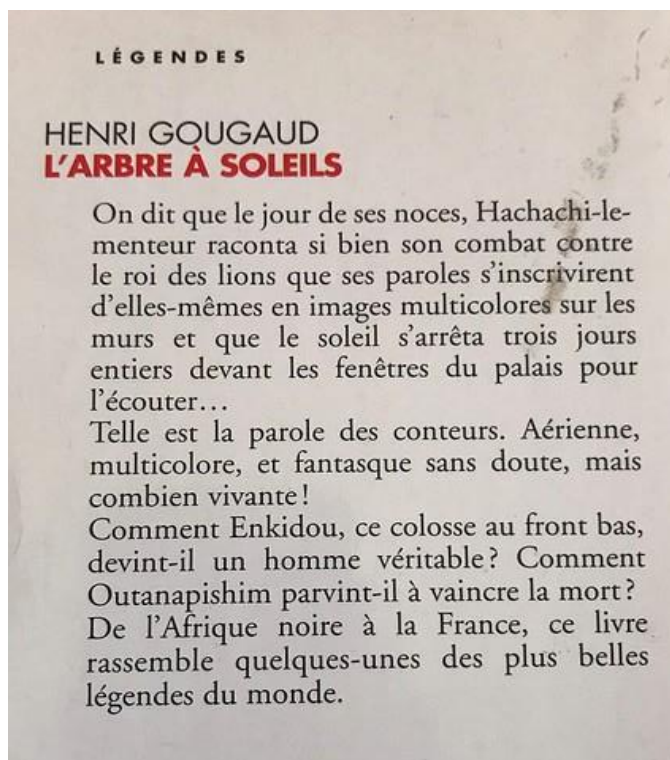 LÉGENDES
HENRI GOUGAUD
L'ARBRE À SOLEILS
On dit que le jour de ses noces, Hachachi-le-
menteur raconta si bien son combat contre
le roi des lions que ses paroles s'inscrivirent
d'elles-mêmes en images multicolores sur les
murs et que le soleil s'arrêta trois jours
entiers devant les fenêtres du palais pour
l'écouter…
Telle est la parole des conteurs. Aérienne,
multicolore, et fantasque sans doute, mais
combien vivante !
Comment Enkidou, ce colosse au front bas,
devint-il un homme véritable ? Comment
Outanapishim parvint-il à vaincre la mort ?
De l'Afrique noire à la France, ce livre
rassemble quelques-unes des plus belles
légendes du monde.